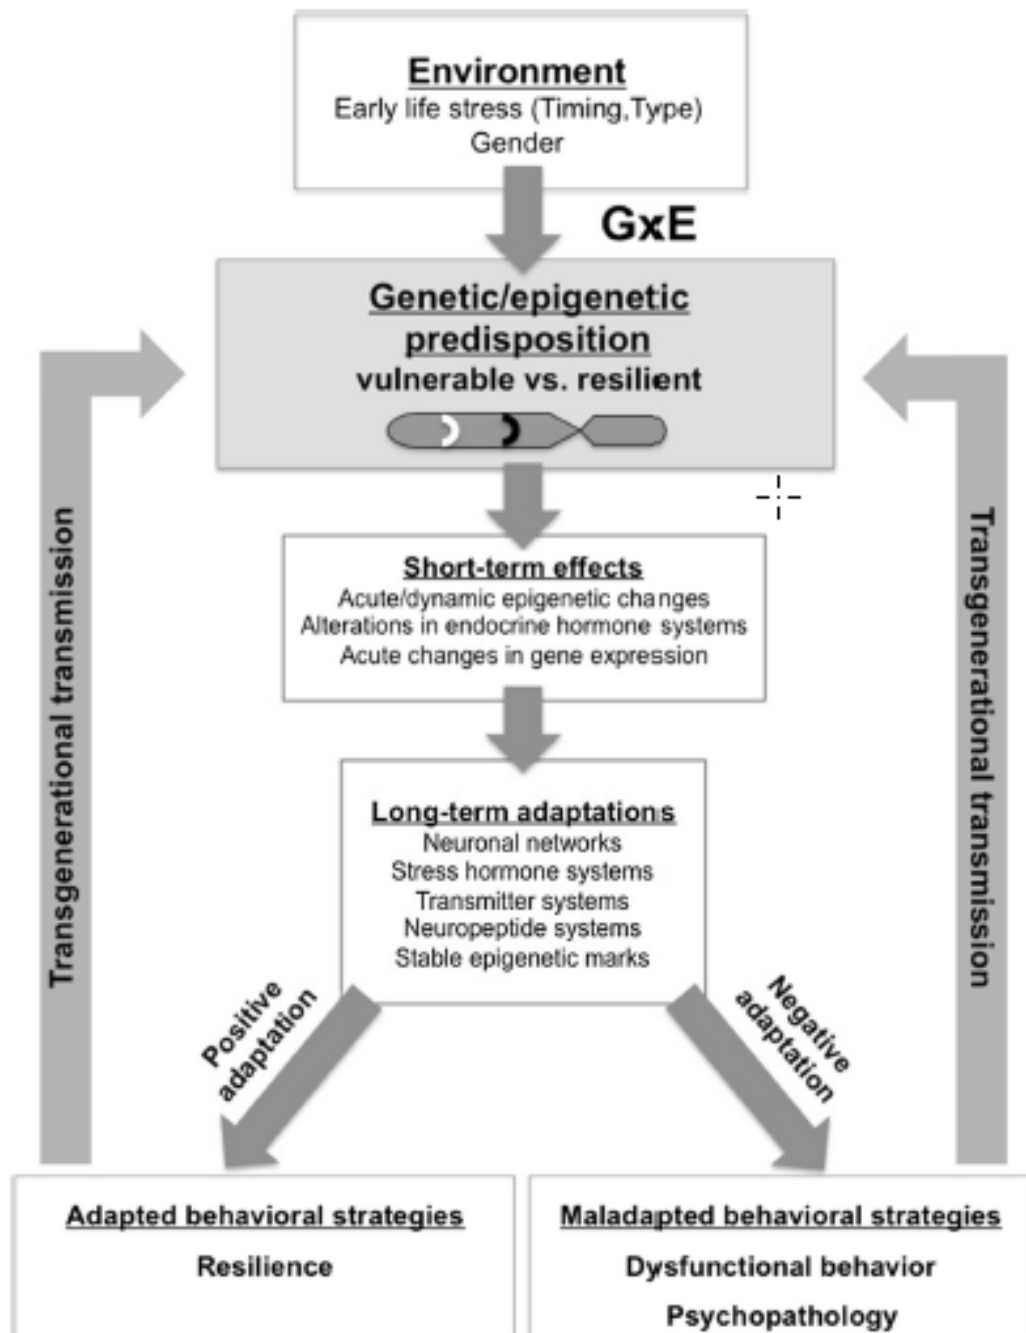 Environment
Early life stress (Timing,Type)
Gender
GxE
Genetic/epigenetic
predisposition
vulnerable vs. resilient
Transgenerational transmission
Transgenerational transmission
Short-term effects
Acute/dynamic epigenetic changes
Alterations in endocrine hormone systems
Acute changes in gene expression
Long-term adaptations
Neuronal networks
Stress hormone systems
Transmitter systems
Neuropeptide systems
Stable epigenetic marks
Positive
adaptation
Negative
adaptation
Adapted behavioral strategies
Resilience
Maladapted behavioral strategies
Dysfunctional behavior
Psychopathology